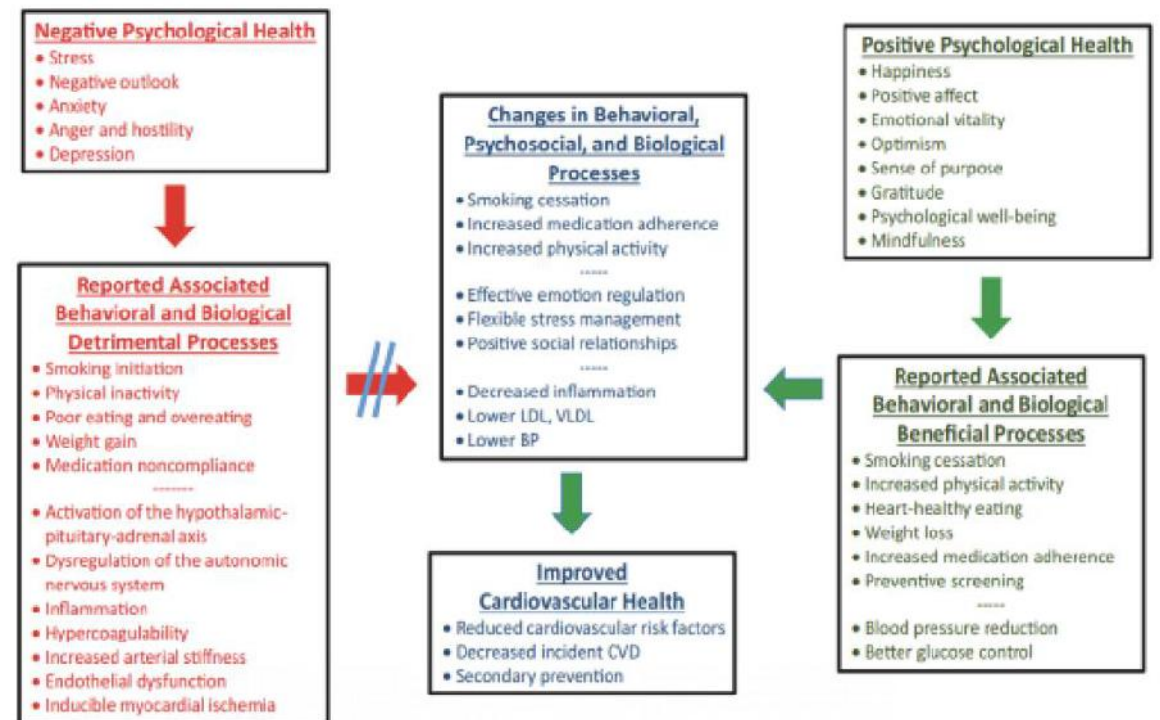 Negative Psychological Health
• Stress
• Negative outlook
• Anxiety
• Anger and hostility
• Depression
Reported Associated
Behavioral and Biological
Detrimental Processes
• Smoking initiation
• Physical inactivity
• Poor eating and overeating
• Weight gain
• Medication noncompliance
-------
• Activation of the hypothalamic-
pituitary-adrenal axis
• Dysregulation of the autonomic
nervous system
• Inflammation
• Hypercoagulability
• Increased arterial stiffness
• Endothelial dysfunction
• Inducible myocardial ischemia
Changes in Behavioral,
Psychosocial, and Biological
Processes
• Smoking cessation
• Increased medication adherence
• Increased physical activity
-----
• Effective emotion regulation
• Flexible stress management
• Positive social relationships
-----
• Decreased inflammation
• Lower LDL, VLDL
• Lower BP
Improved
Cardiovascular Health
• Reduced cardiovascular risk factors
• Decreased incident CVD
• Secondary prevention
Positive Psychological Health
• Happiness
• Positive affect
• Emotional vitality
• Optimism
• Sense of purpose
• Gratitude
• Psychological well-being
• Mindfulness
Reported Associated
Behavioral and Biological
Beneficial Processes
• Smoking cessation
• Increased physical activity
• Heart-healthy eating
• Weight loss
• Increased medication adherence
• Preventive screening
-----
• Blood pressure reduction
• Better glucose control